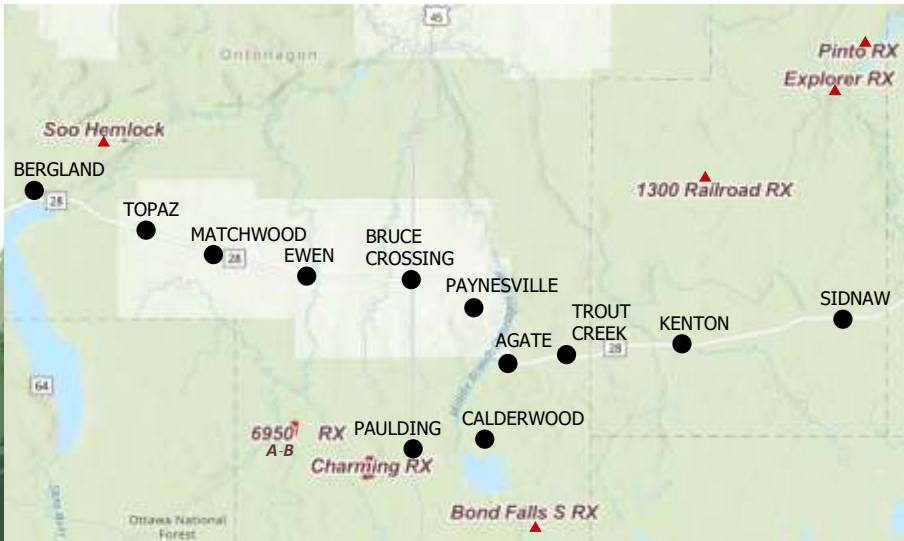 45
Ontonagon
Pinto RX
Explorer RX
Soo Hemlock
BERGLAND
28
1300 Railroad RX
TOPAZ
MATCHWOOD
28
EWEN
BRUCE
CROSSING
PAYNESVILLE
SIDNAW
TROUT
CREEK
KENTON
AGATE
28
64
6950 RX
A-B
PAULDING
CALDERWOOD
Charming RX
Bond Falls S RX
Ottawa National
Forest